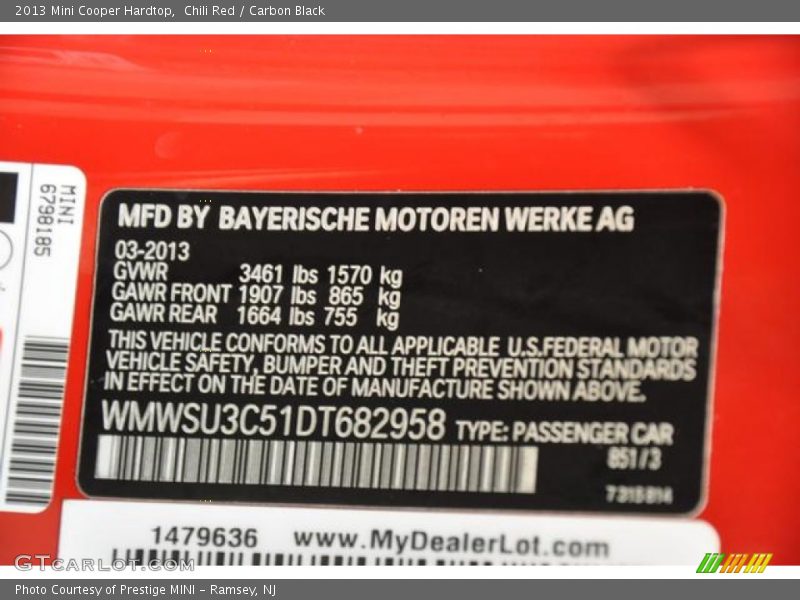 2013 Mini Cooper Hardtop,  Chili Red / Carbon Black
MINI
6798185
MFD BY BAYERISCHE MOTOREN WERKE AG
03-2013
GVWR 3461 lbs 1570 kg
GAWR FRONT 1907 lbs 865 kg
GAWR REAR 1664 lbs 755 kg
THIS VEHICLE CONFORMS TO ALL APPLICABLE U.S.FEDERAL MOTOR
VEHICLE SAFETY, BUMPER AND THEFT PREVENTION STANDARDS
IN EFFECT ON THE DATE OF MANUFACTURE SHOWN ABOVE.
WMWSU3C51DT682958 TYPE: PASSENGER CAR
851/3
7315814
1479636 www.MyDealerLot.com
GTcarlot.com
Photo Courtesy of Prestige MINI - Ramsey, NJ